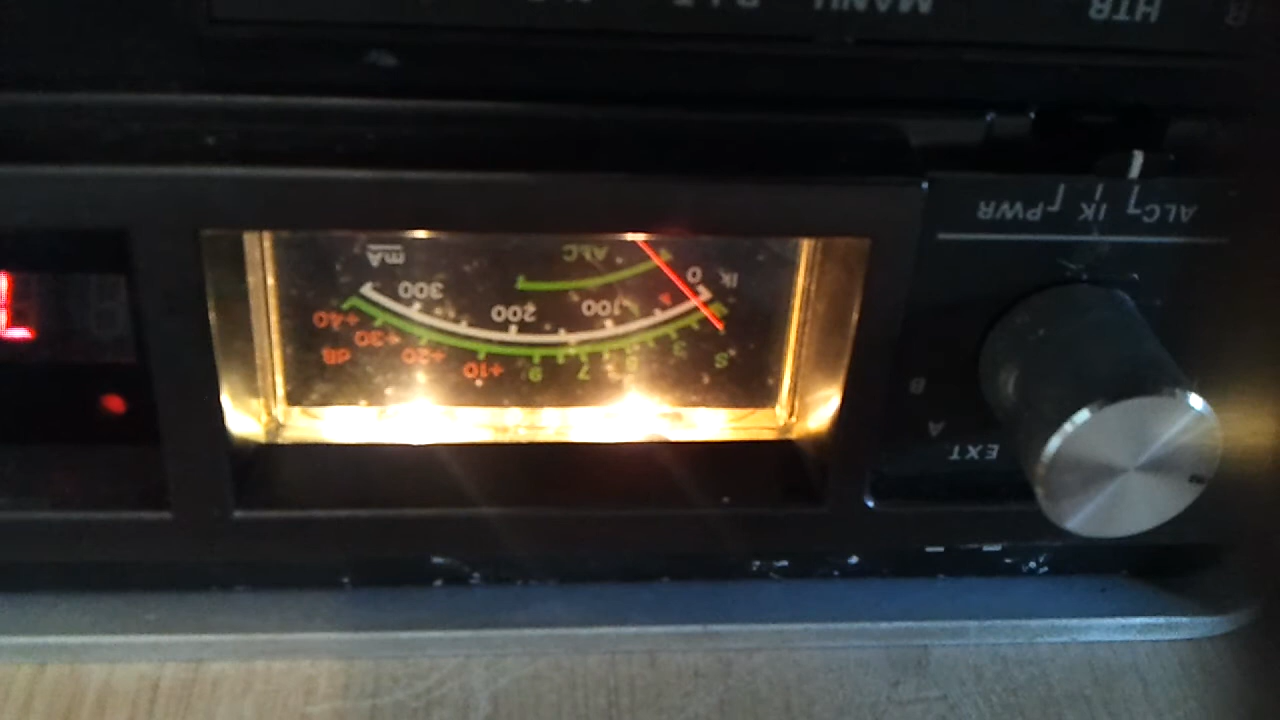 EXT
A
B
ALC IK PWR
S 3 5 7 9 +10 +20 +30 +40
dB
IK 0 100 200 300
ALC
mA
HTR
MANU